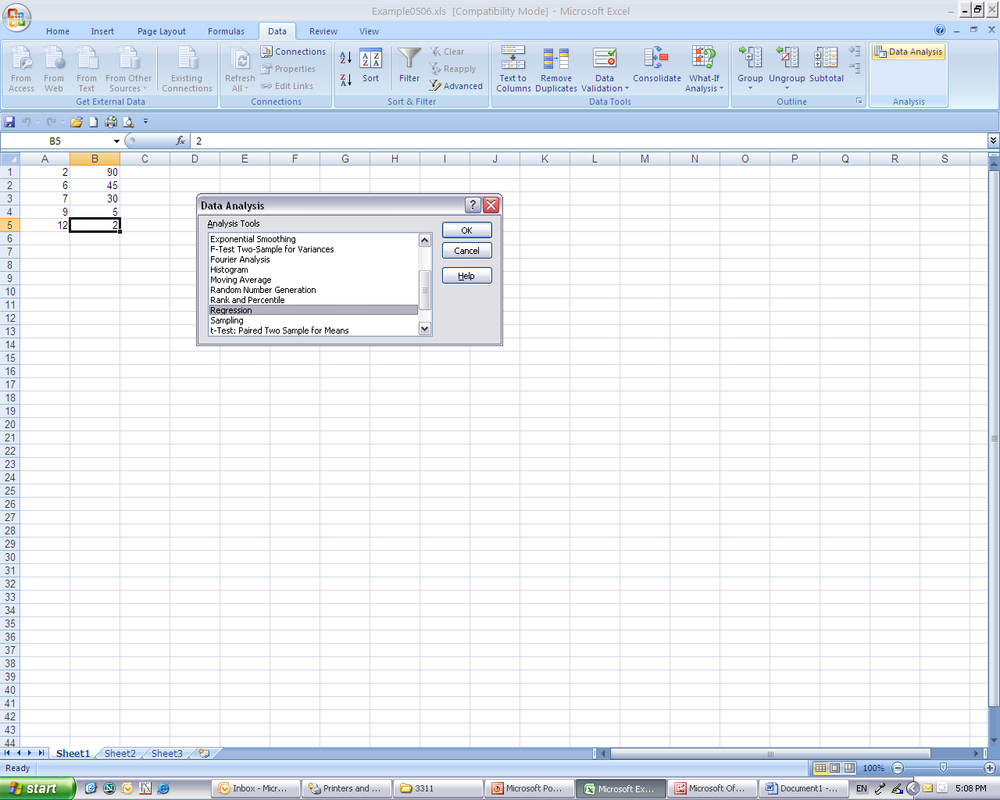 Example0506.xls [Compatibility Mode] - Microsoft Excel
Home Insert Page Layout Formulas Data Review View
From Access From Web From Text From Other Sources Existing Connections
Get External Data
Refresh All Connections Properties Edit Links
Connections
Sort Filter Clear Reapply Advanced
Sort & Filter
Text to Columns Remove Duplicates Data Validation Consolidate What-If Analysis
Data Tools
Group Ungroup Subtotal
Outline
Data Analysis
Analysis
B5 fx 2
A B C D E F G H I J K L M N O P Q R S
1 2 90
2 6 45
3 7 30
4 9 5
5 12 2
6
7
8
9
10
11
12
13
14
15
16
17
18
19
20
21
22
23
24
25
26
27
28
29
30
31
32
33
34
35
36
37
38
39
40
41
42
43
44
Data Analysis
Analysis Tools
Exponential Smoothing
F-Test Two-Sample for Variances
Fourier Analysis
Histogram
Moving Average
Random Number Generation
Rank and Percentile
Regression
Sampling
t-Test: Paired Two Sample for Means
OK
Cancel
Help
Sheet1 Sheet2 Sheet3
Ready 100%
start Inbox - Micr... Printers and ... 3311 Microsoft Po... Microsoft Ex... Microsoft Of... Document1 -... EN 5:08 PM